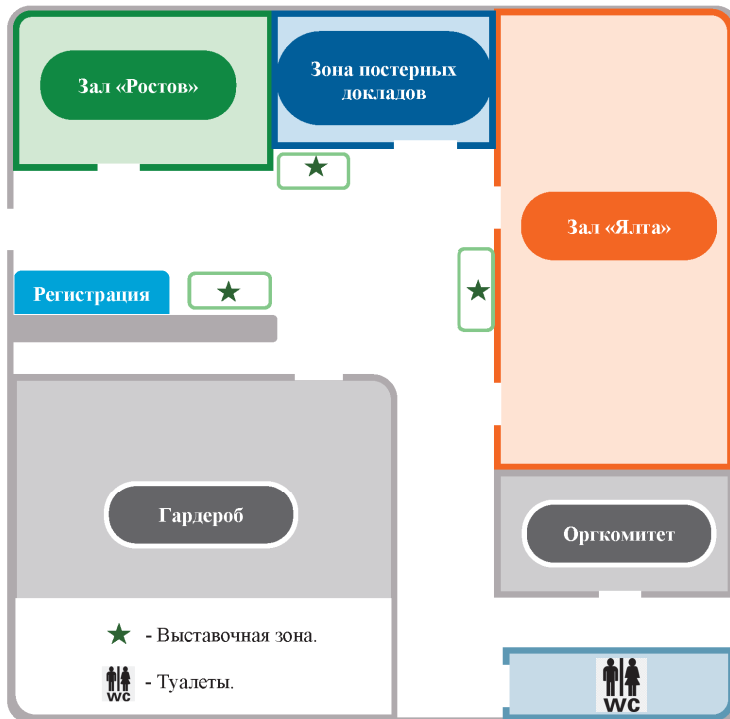 Зал «Ростов»
Зона постерных
докладов
Зал «Ялта»
Регистрация
Гардероб
Оргкомитет
- Выставочная зона.
- Туалеты.
WC
WC